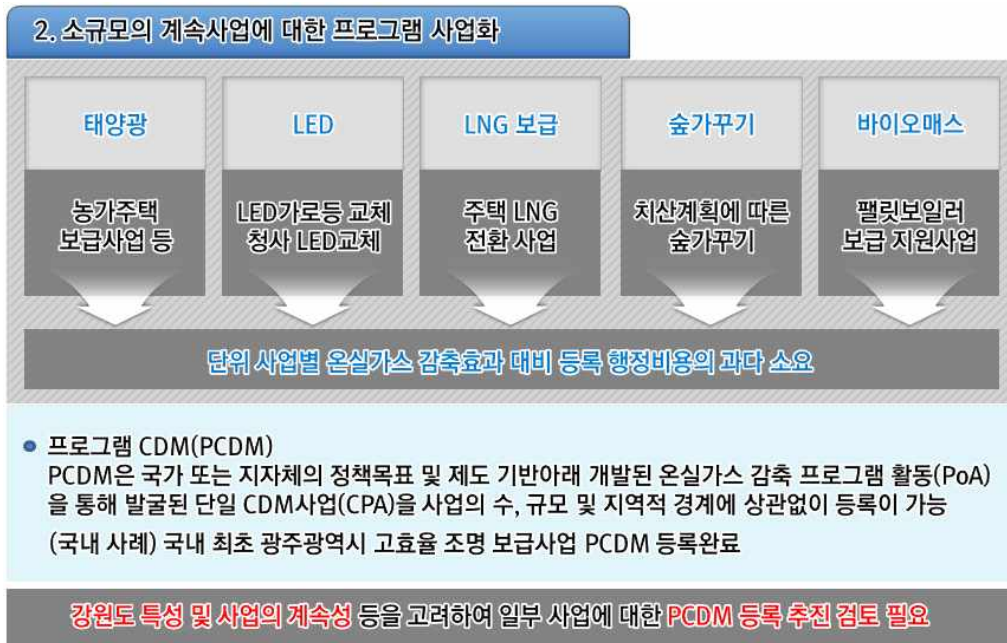 2. 소규모의 계속사업에 대한 프로그램 사업화
태양광
농가주택
보급사업 등
LED
LED가로등 교체
청사 LED교체
LNG 보급
주택 LNG
전환 사업
숲가꾸기
치산계획에 따른
숲가꾸기
바이오매스
팰릿보일러
보급 지원사업
단위 사업별 온실가스 감축효과 대비 등록 행정비용의 과다 소요
프로그램 CDM(PCDM)
PCDM은 국가 또는 지자체의 정책목표 및 제도 기반아래 개발된 온실가스 감축 프로그램 활동(PoA)
을 통해 발굴된 단일 CDM사업(CPA)을 사업의 수, 규모 및 지역적 경계에 상관없이 등록이 가능
(국내 사례) 국내 최초 광주광역시 고효율 조명 보급사업 PCDM 등록완료
강원도 특성 및 사업의 계속성 등을 고려하여 일부 사업에 대한 PCDM 등록 추진 검토 필요